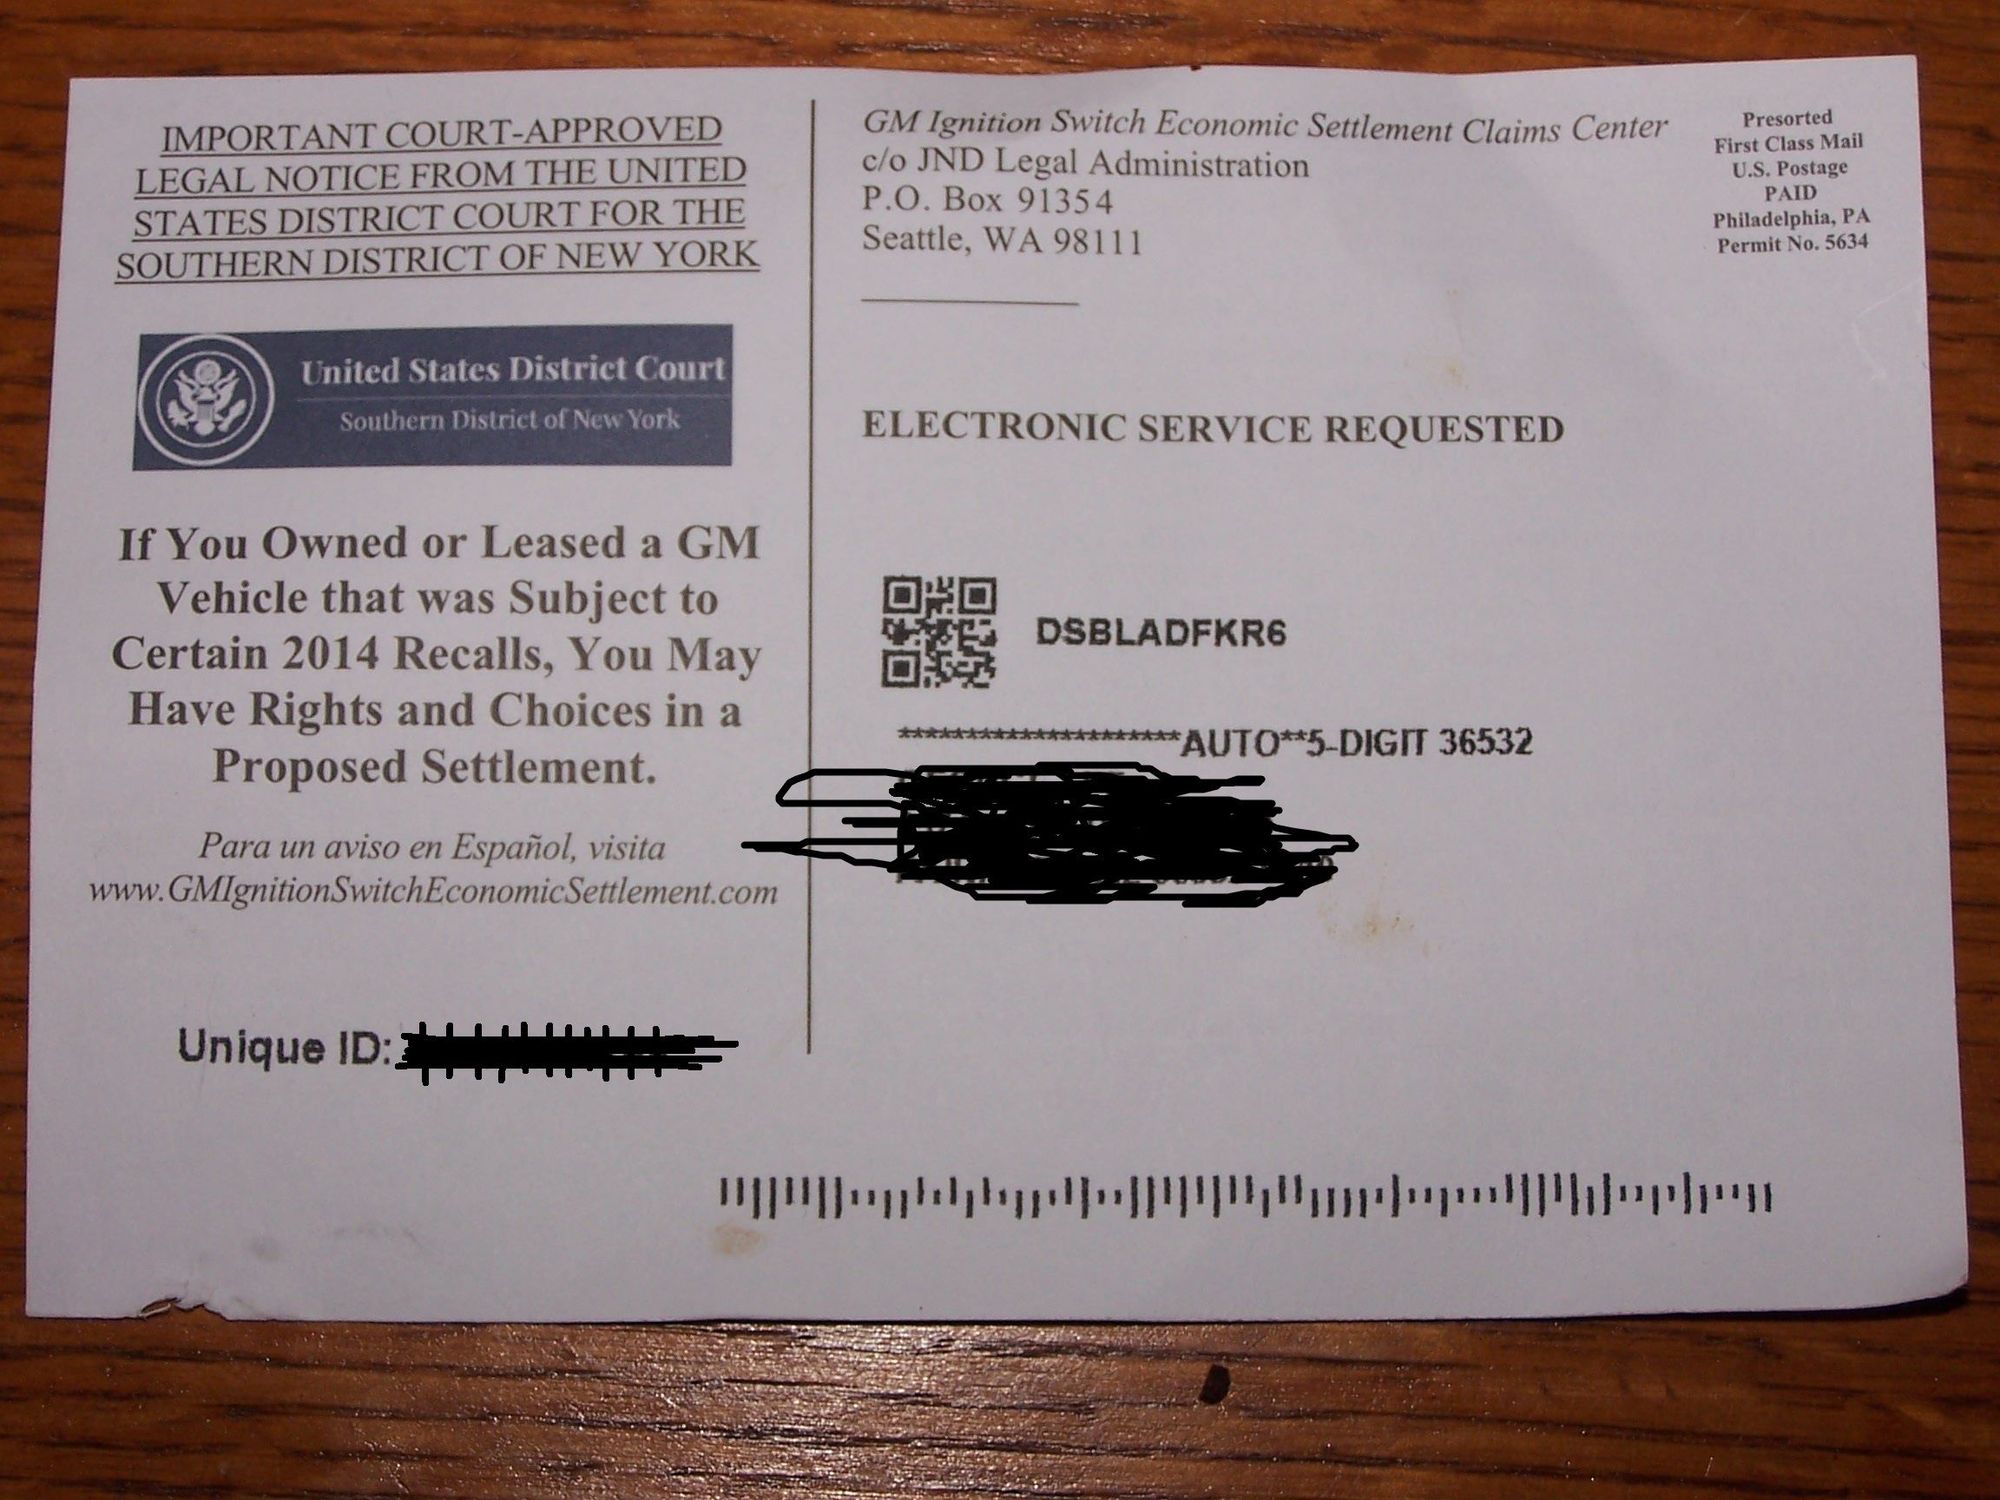 IMPORTANT COURT-APPROVED
LEGAL NOTICE FROM THE UNITED
STATES DISTRICT COURT FOR THE
SOUTHERN DISTRICT OF NEW YORK
United States District Court
Southern District of New York
If You Owned or Leased a GM
Vehicle that was Subject to
Certain 2014 Recalls, You May
Have Rights and Choices in a
Proposed Settlement.
Para un aviso en Español, visita
www.GMIgnitionSwitchEconomicSettlement.com
Unique ID:
GM Ignition Switch Economic Settlement Claims Center
c/o JND Legal Administration
P.O. Box 91354
Seattle, WA 98111
Presorted
First Class Mail
U.S. Postage
PAID
Philadelphia, PA
Permit No. 5634
ELECTRONIC SERVICE REQUESTED
DSBLADFKR6
**********************AUTO**5-DIGIT 36532